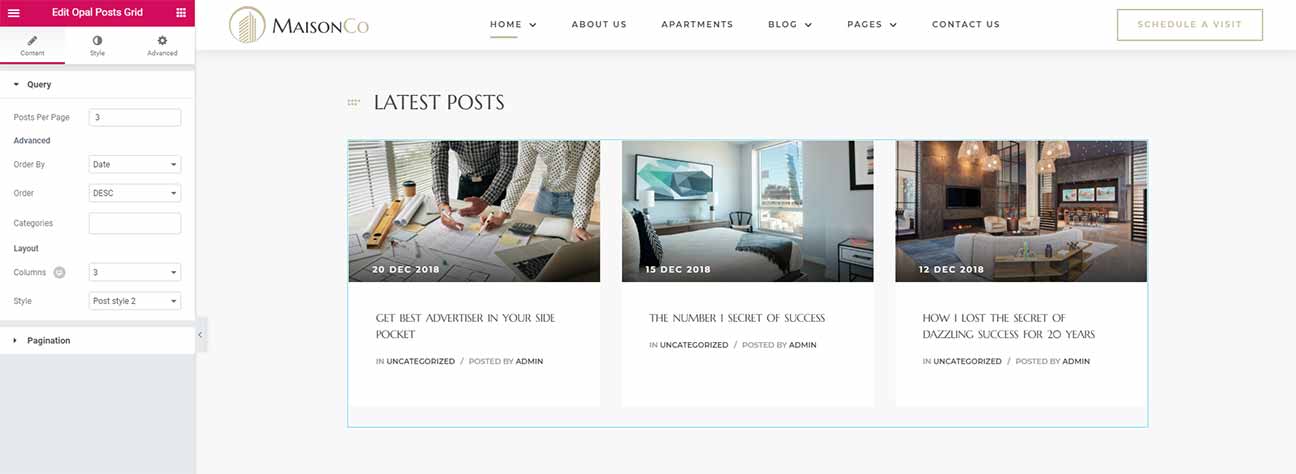 Edit Opal Posts Grid
Content
Style
Advanced
Query
Posts Per Page
3
Advanced
Order By
Date
Order
DESC
Categories
Layout
Columns
3
Style
Post style 2
Pagination
MAISONCO
HOME
ABOUT US
APARTMENTS
BLOG
PAGES
CONTACT US
SCHEDULE A VISIT
LATEST POSTS
20 DEC 2018
GET BEST ADVERTISER IN YOUR SIDE
POCKET
IN UNCATEGORIZED / POSTED BY ADMIN
15 DEC 2018
THE NUMBER 1 SECRET OF SUCCESS
IN UNCATEGORIZED / POSTED BY ADMIN
12 DEC 2018
HOW I LOST THE SECRET OF
DAZZLING SUCCESS FOR 20 YEARS
IN UNCATEGORIZED / POSTED BY ADMIN